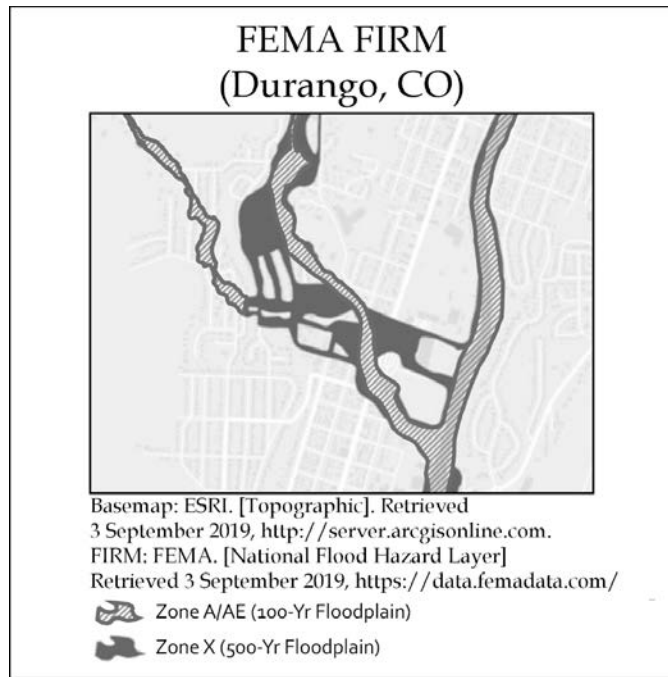 FEMA FIRM
(Durango, CO)
Basemap: ESRI. [Topographic]. Retrieved
3 September 2019, http://server.arcgisonline.com.
FIRM: FEMA. [National Flood Hazard Layer]
Retrieved 3 September 2019, https://data.femadata.com/
Zone A/AE (100-Yr Floodplain)
Zone X (500-Yr Floodplain)